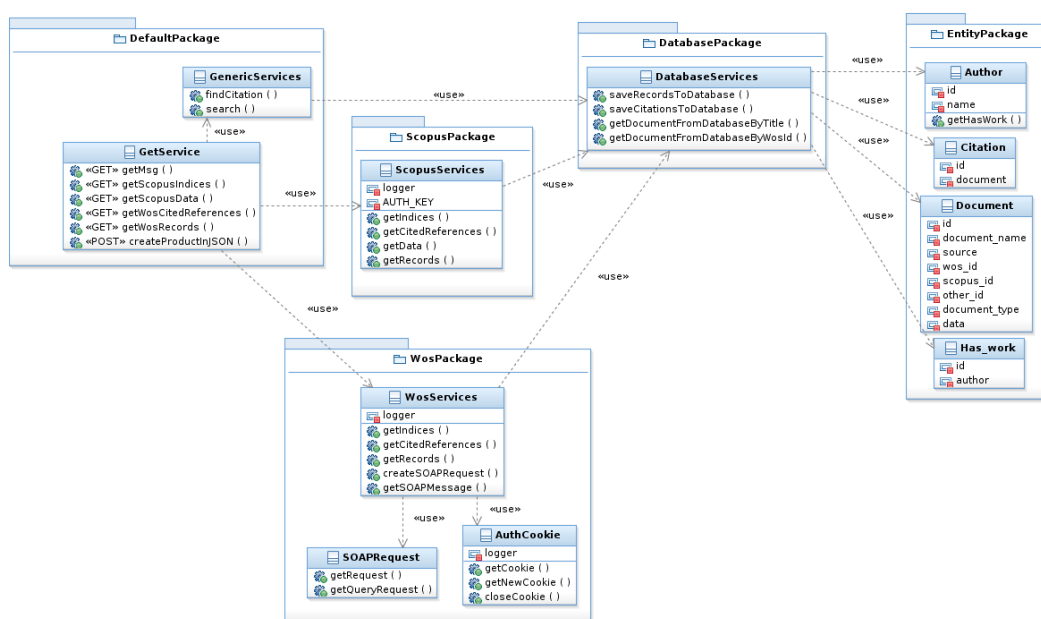 DefaultPackage
GenericServices
findCitation ( )
search ( )
«use»
GetService
«GET» getMsg ( )
«GET» getScopusIndices ( )
«GET» getScopusData ( )
«GET» getWosCitedReferences ( )
«GET» getWosRecords ( )
«POST» createProductInJSON ( )
«use»
«use»
«use»
ScopusPackage
ScopusServices
logger
AUTH_KEY
getIndices ( )
getCitedReferences ( )
getData ( )
getRecords ( )
«use»
DatabasePackage
DatabaseServices
saveRecordsToDatabase ( )
saveCitationsToDatabase ( )
getDocumentFromDatabaseByTitle ( )
getDocumentFromDatabaseByWosId ( )
«use»
«use»
«use»
«use»
«use»
EntityPackage
Author
id
name
getHasWork ( )
Citation
id
document
Document
id
document_name
source
wos_id
scopus_id
other_id
document_type
data
Has_work
id
author
WosPackage
WosServices
logger
getIndices ( )
getCitedReferences ( )
getRecords ( )
createSOAPRequest ( )
getSOAPMessage ( )
«use»
«use»
SOAPRequest
getRequest ( )
getQueryRequest ( )
AuthCookie
logger
getCookie ( )
getNewCookie ( )
closeCookie ( )